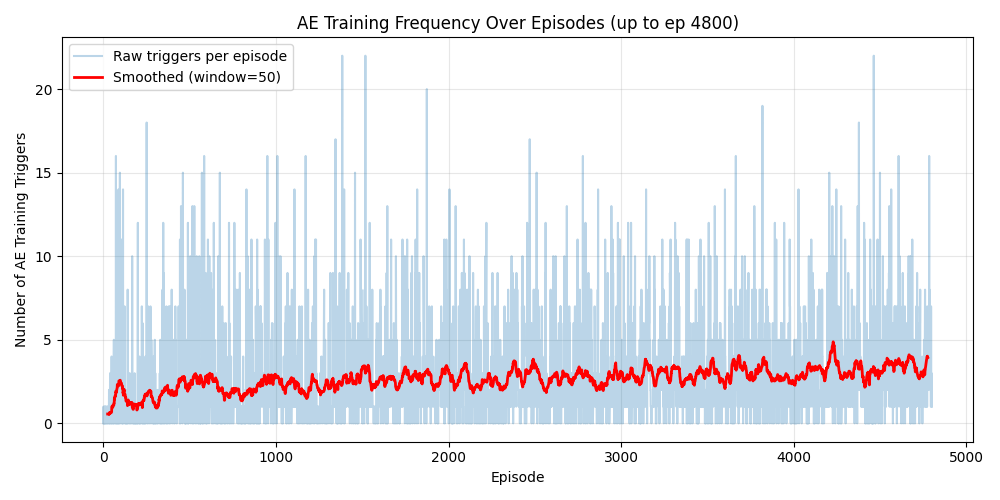 AE Training Frequency Over Episodes (up to ep 4800)
Raw triggers per episode
Smoothed (window=50)
Number of AE Training Triggers
20
15
10
5
0
0 1000 2000 3000 4000 5000
Episode